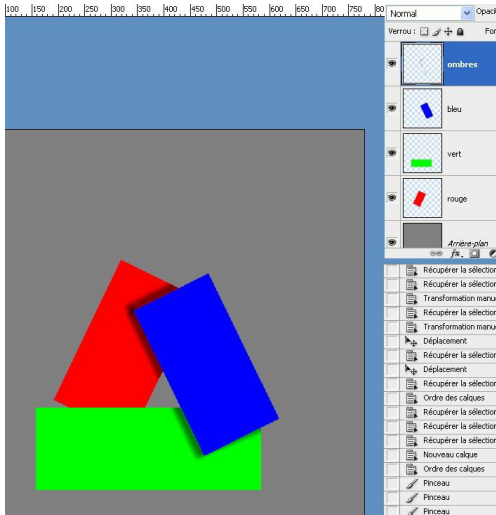 100 150 200 250 300 350 400 450 500 550 600 650 700 750 80
Normal Opaci
Verrou : For
ombres
bleu
vert
rouge
Arrière-plan
fx.
Récupérer la sélection
Récupérer la sélection
Transformation manu
Récupérer la sélection
Transformation manu
Déplacement
Récupérer la sélection
Déplacement
Récupérer la sélection
Ordre des calques
Récupérer la sélection
Récupérer la sélection
Récupérer la sélection
Nouveau calque
Ordre des calques
Pinceau
Pinceau
Pinceau